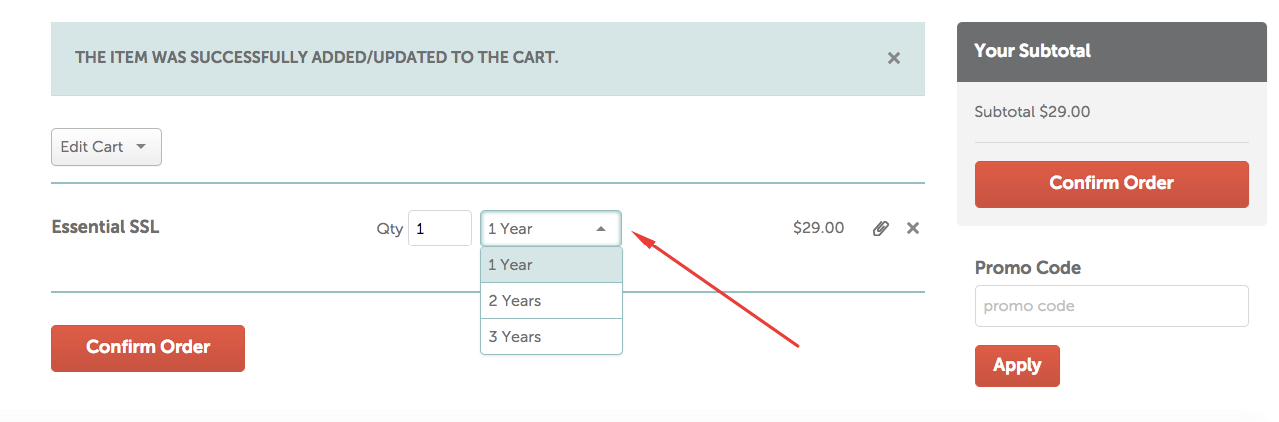 THE ITEM WAS SUCCESSFULLY ADDED/UPDATED TO THE CART.
Edit Cart
Essential SSL
Qty 1 1 Year $29.00
1 Year
2 Years
3 Years
Confirm Order
Your Subtotal
Subtotal $29.00
Confirm Order
Promo Code
promo code
Apply